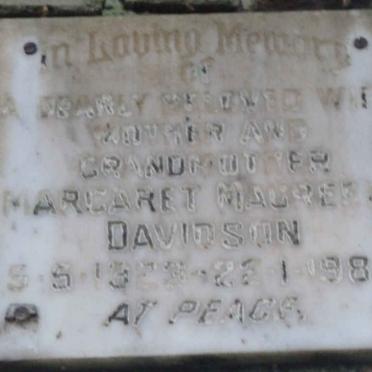 In Loving Memory
of
A DEARLY BELOVED WIFE
MOTHER AND
GRANDMOTHER
MARGARET MAUREEN
DAVIDSON
AT PEACE.